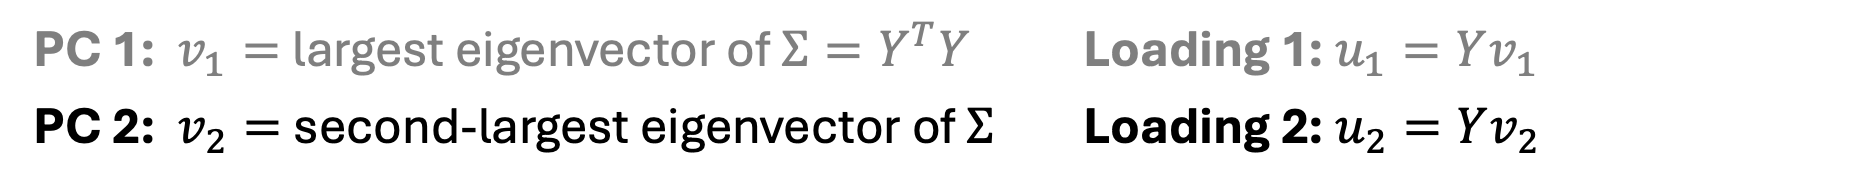 PC 1: v₁ = largest eigenvector of Σ = YᵀY Loading 1: u₁ = Yv₁
PC 2: v₂ = second-largest eigenvector of Σ Loading 2: u₂ = Yv₂